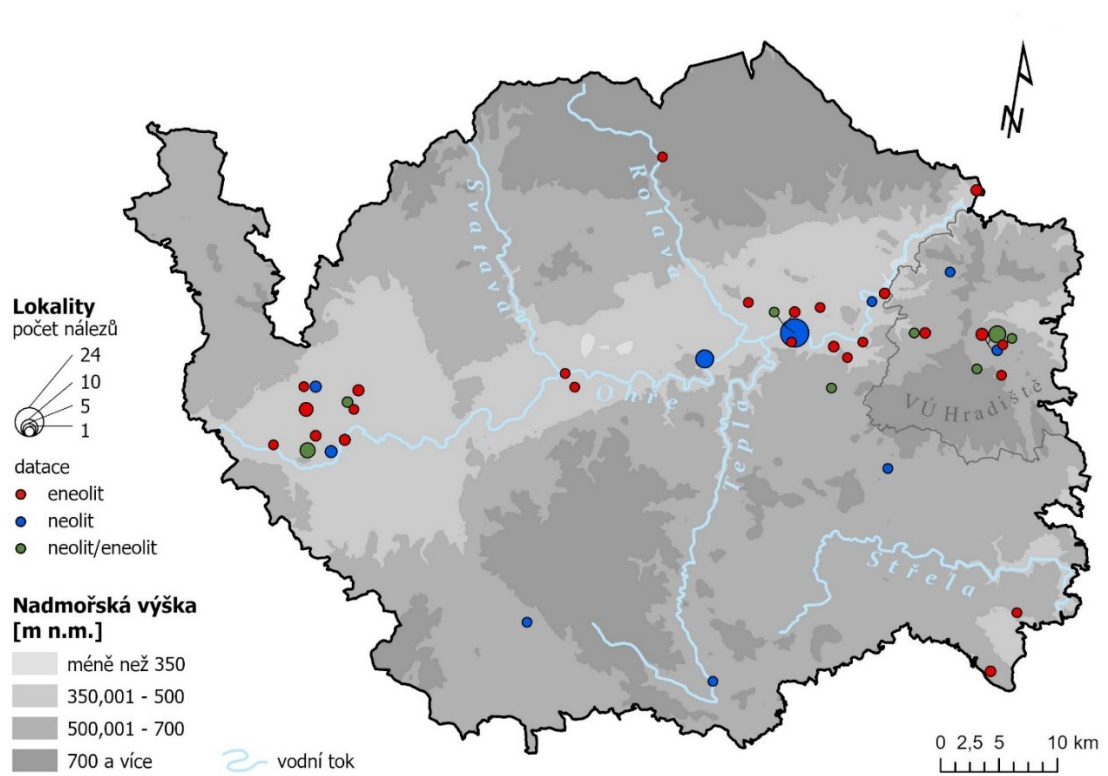 N
Svatava
Rolava
Ohře
Teplá
VÚ Hradiště
Střela
Lokality
počet nálezů
24
10
5
1
datace
eneolit
neolit
neolit/eneolit
Nadmořská výška
[m n.m.]
méně než 350
350,001 - 500
500,001 - 700
700 a více
vodní tok
0 2,5 5 10 km